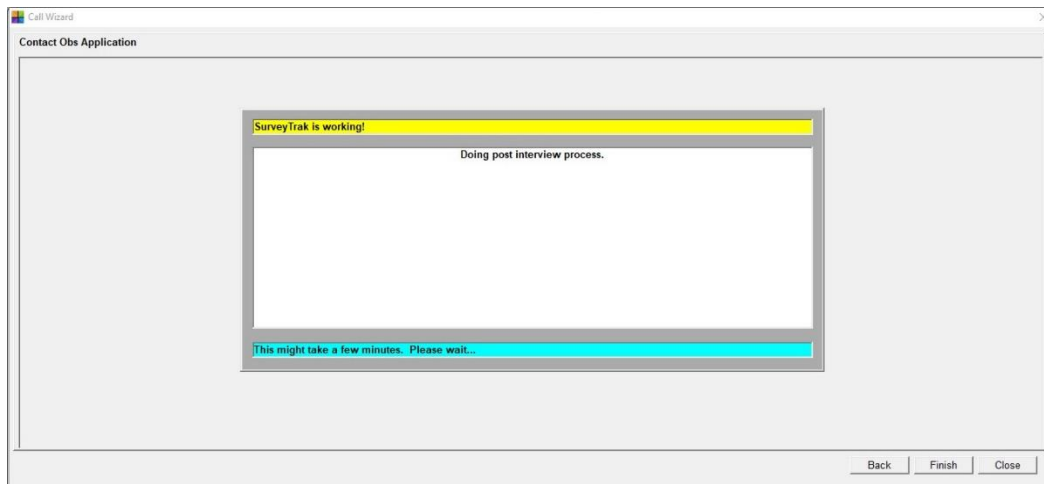 Call Wizard
Contact Obs Application
SurveyTrak is working!
Doing post interview process.
This might take a few minutes.  Please wait...
Back Finish Close